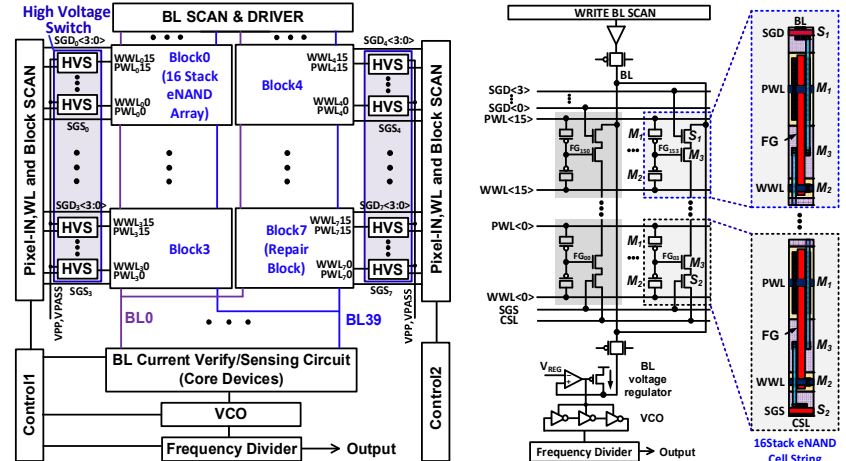 High Voltage
Switch
BL SCAN & DRIVER
SGD0<3:0>
SGD4<3:0>
HVS
WWL015
PWL015
HVS
WWL00
PWL00
SGS0
Block0
(16 Stack
eNAND
Array)
Block4
WWL415
PWL415
HVS
WWL40
PWL40
HVS
SGS4
Pixel-IN,WL and Block SCAN
Pixel-IN,WL and Block SCAN
SGD3<3:0>
SGD7<3:0>
HVS
WWL315
PWL315
HVS
WWL30
PWL30
SGS3
Block3
Block7
(Repair
Block)
WWL715
PWL715
HVS
WWL70
PWL70
HVS
SGS7
VPP,VPASS
VPP,VPASS
BL0
BL39
BL Current Verify/Sensing Circuit
(Core Devices)
VCO
Frequency Divider
Output
Control1
Control2
WRITE BL SCAN
BL
SGD<3>
SGD<0>
PWL<15>
FG150
M1
M2
FG153
S1
M3
WWL<15>
PWL<0>
FG00
M1
M2
FG03
M3
S2
WWL<0>
SGS
CSL
VREG
BL
voltage
regulator
VCO
Frequency Divider
Output
BL
SGD
S1
PWL
M1
FG
M3
WWL
M2
PWL
M1
FG
M3
WWL
M2
SGS
S2
CSL
16Stack eNAND
Cell String